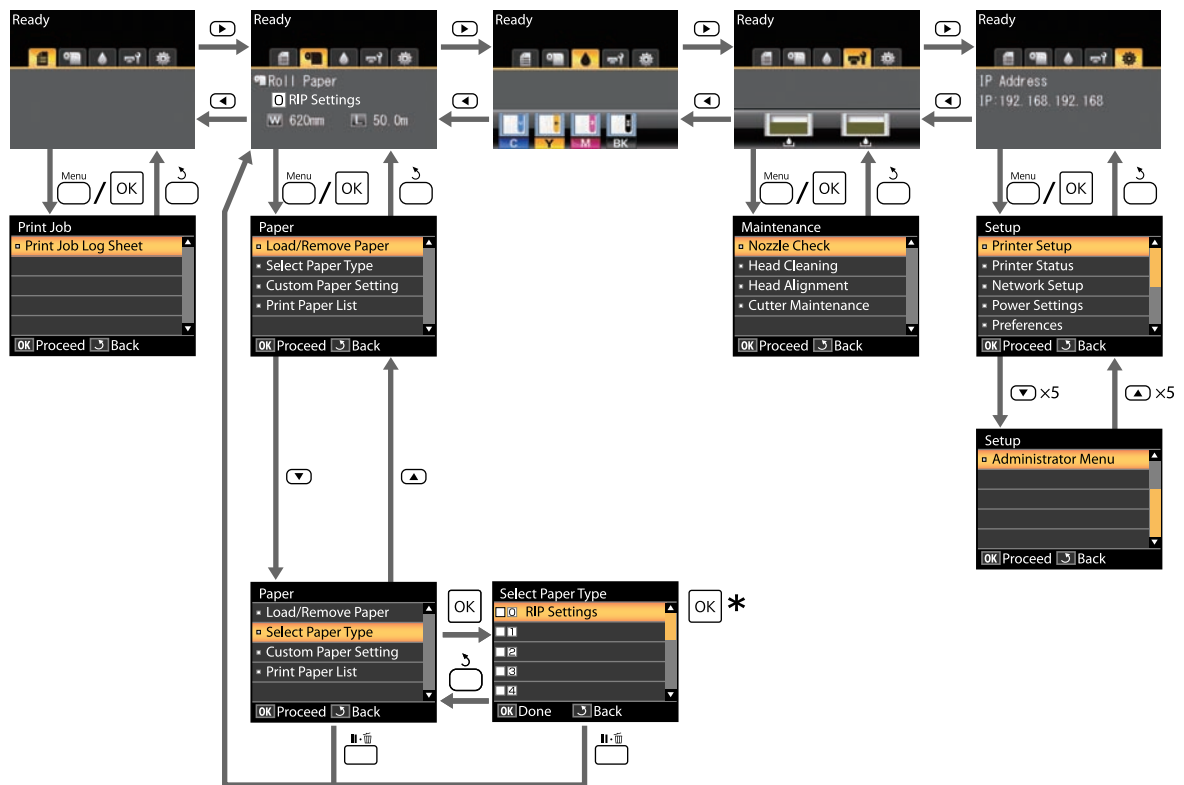 Ready
Ready
Roll Paper
0 RIP Settings
W 620mm L 50.0m
Ready
C Y M BK
Ready
Ready
IP Address
IP:192.168.192.168
Menu / OK
Print Job
Print Job Log Sheet
OK Proceed Back
Menu / OK
Paper
Load/Remove Paper
Select Paper Type
Custom Paper Setting
Print Paper List
OK Proceed Back
Menu / OK
Maintenance
Nozzle Check
Head Cleaning
Head Alignment
Cutter Maintenance
OK Proceed Back
Menu / OK
Setup
Printer Setup
Printer Status
Network Setup
Power Settings
Preferences
OK Proceed Back
×5
×5
Setup
Administrator Menu
OK Proceed Back
Paper
Load/Remove Paper
Select Paper Type
Custom Paper Setting
Print Paper List
OK Proceed Back
OK
Select Paper Type
0 RIP Settings
1
2
3
4
OK Done Back
OK *